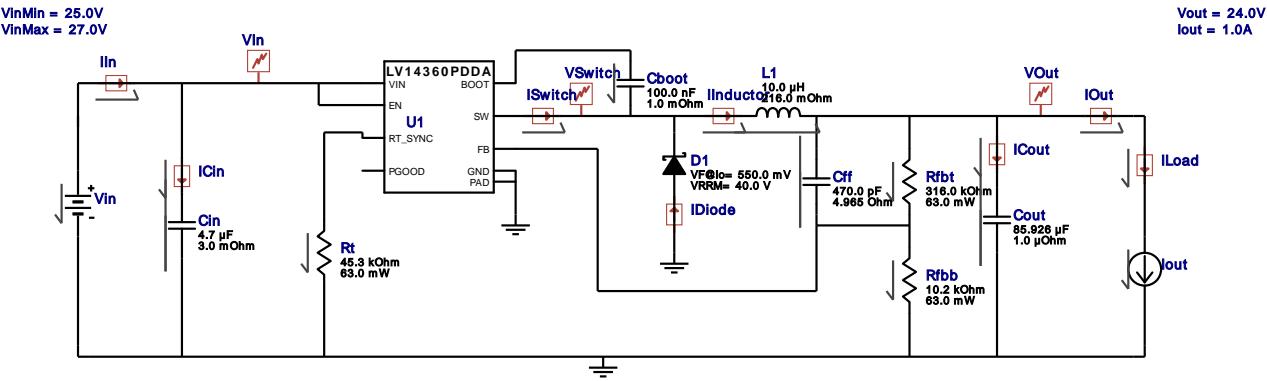 VinMin = 25.0V
VinMax = 27.0V
Vout = 24.0V
Iout = 1.0A
VIn
IIn
LV14360PDDA
VIN
EN
RT_SYNC
PGOOD
BOOT
SW
FB
GND
PAD
U1
VSwitch
ISwitch
Cboot
100.0 nF
1.0 mOhm
IInductor
L1
10.0 µH
216.0 mOhm
VOut
IOut
Vin
+
-
ICin
Cin
4.7 µF
3.0 mOhm
Rt
45.3 kOhm
63.0 mW
D1
VF@Io= 550.0 mV
VRRM= 40.0 V
IDiode
Cff
470.0 pF
4.965 Ohm
Rfbt
316.0 kOhm
63.0 mW
Rfbb
10.2 kOhm
63.0 mW
ICout
Cout
85.926 µF
1.0 µOhm
ILoad
Iout